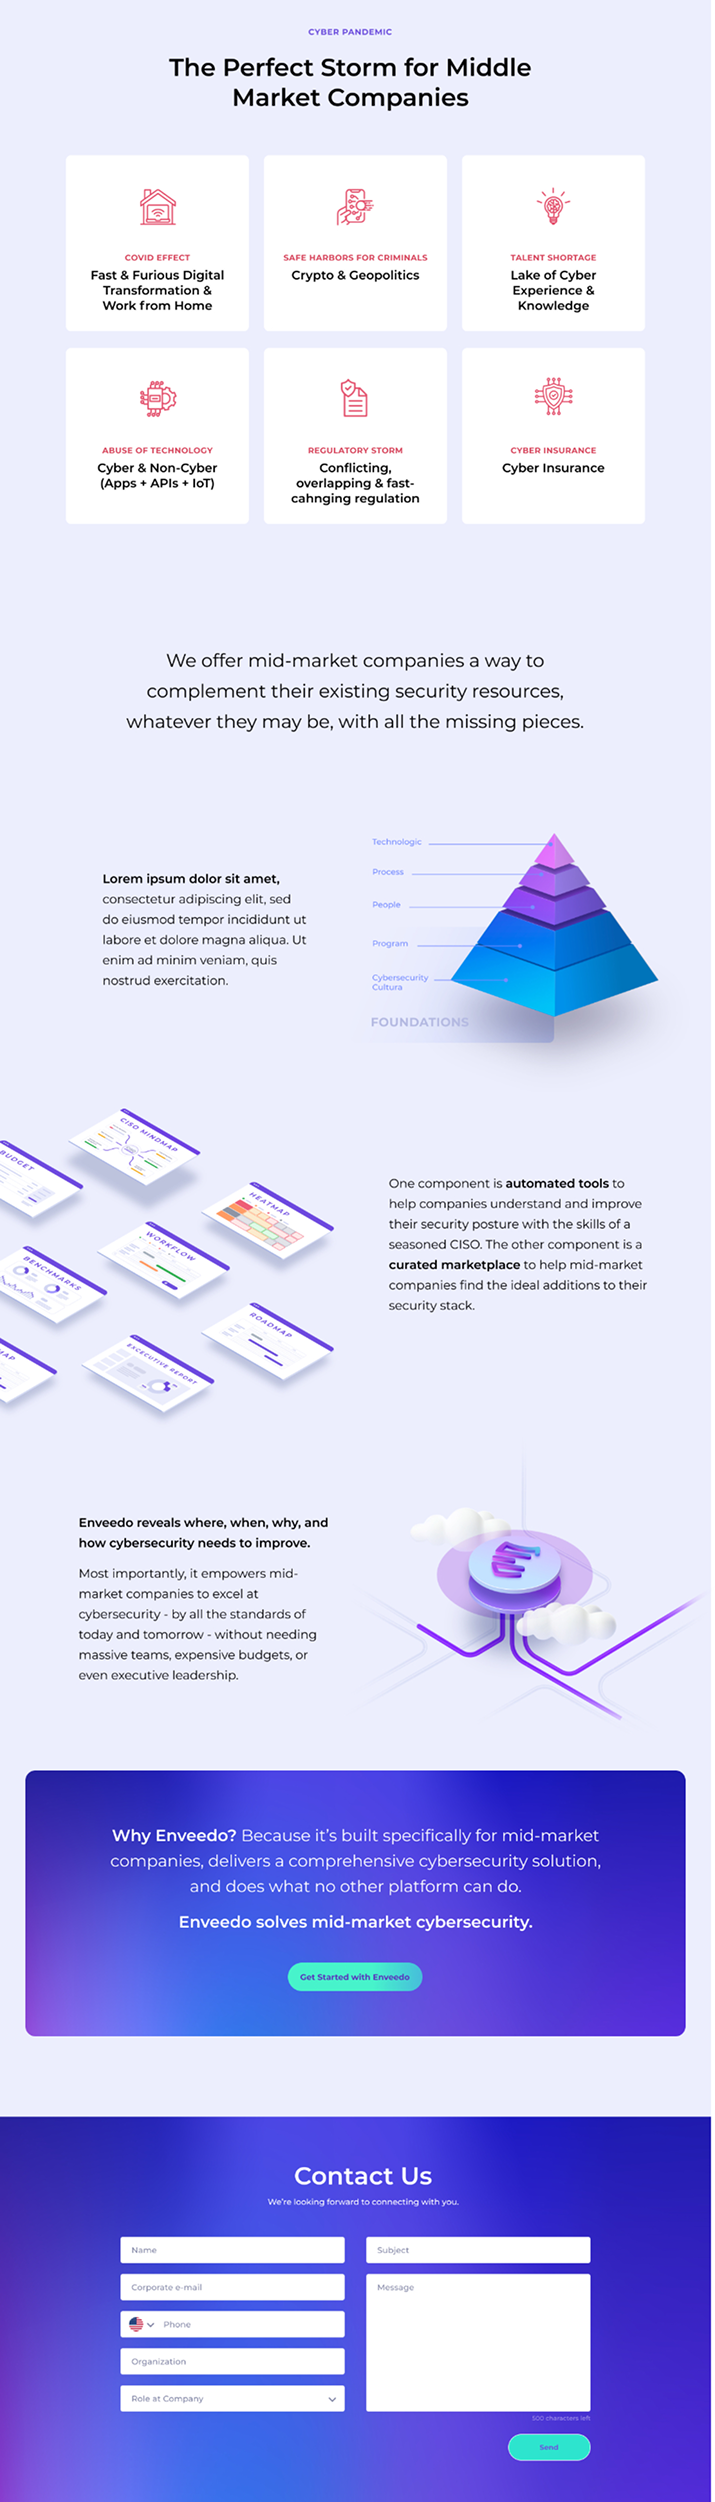 CYBER PANDEMIC
The Perfect Storm for Middle
Market Companies
COVID EFFECT
Fast & Furious Digital
Transformation &
Work from Home
SAFE HARBORS FOR CRIMINALS
Crypto & Geopolitics
TALENT SHORTAGE
Lake of Cyber
Experience &
Knowledge
ABUSE OF TECHNOLOGY
Cyber & Non-Cyber
(Apps + APIs + IoT)
REGULATORY STORM
Conflicting,
overlapping & fast-
cahnging regulation
CYBER INSURANCE
Cyber Insurance
We offer mid-market companies a way to
complement their existing security resources,
whatever they may be, with all the missing pieces.
Lorem ipsum dolor sit amet,
consectetur adipiscing elit, sed
do eiusmod tempor incididunt ut
labore et dolore magna aliqua. Ut
enim ad minim veniam, quis
nostrud exercitation.
Technologic
Process
People
Program
Cybersecurity
Cultura
FOUNDATIONS
CISO MINDMAP
BUDGET
HEATMAP
WORKFLOW
BENCHMARKS
ROADMAP
EXCECUTIVE REPORT
One component is automated tools to
help companies understand and improve
their security posture with the skills of a
seasoned CISO. The other component is a
curated marketplace to help mid-market
companies find the ideal additions to their
security stack.
Enveedo reveals where, when, why, and
how cybersecurity needs to improve.
Most importantly, it empowers mid-
market companies to excel at
cybersecurity - by all the standards of
today and tomorrow - without needing
massive teams, expensive budgets, or
even executive leadership.
Why Enveedo? Because it’s built specifically for mid-market
companies, delivers a comprehensive cybersecurity solution,
and does what no other platform can do.
Enveedo solves mid-market cybersecurity.
Get Started with Enveedo
Contact Us
We’re looking forward to connecting with you.
Name
Subject
Corporate e-mail
Message
Phone
Organization
Role at Company
500 characters left
Send